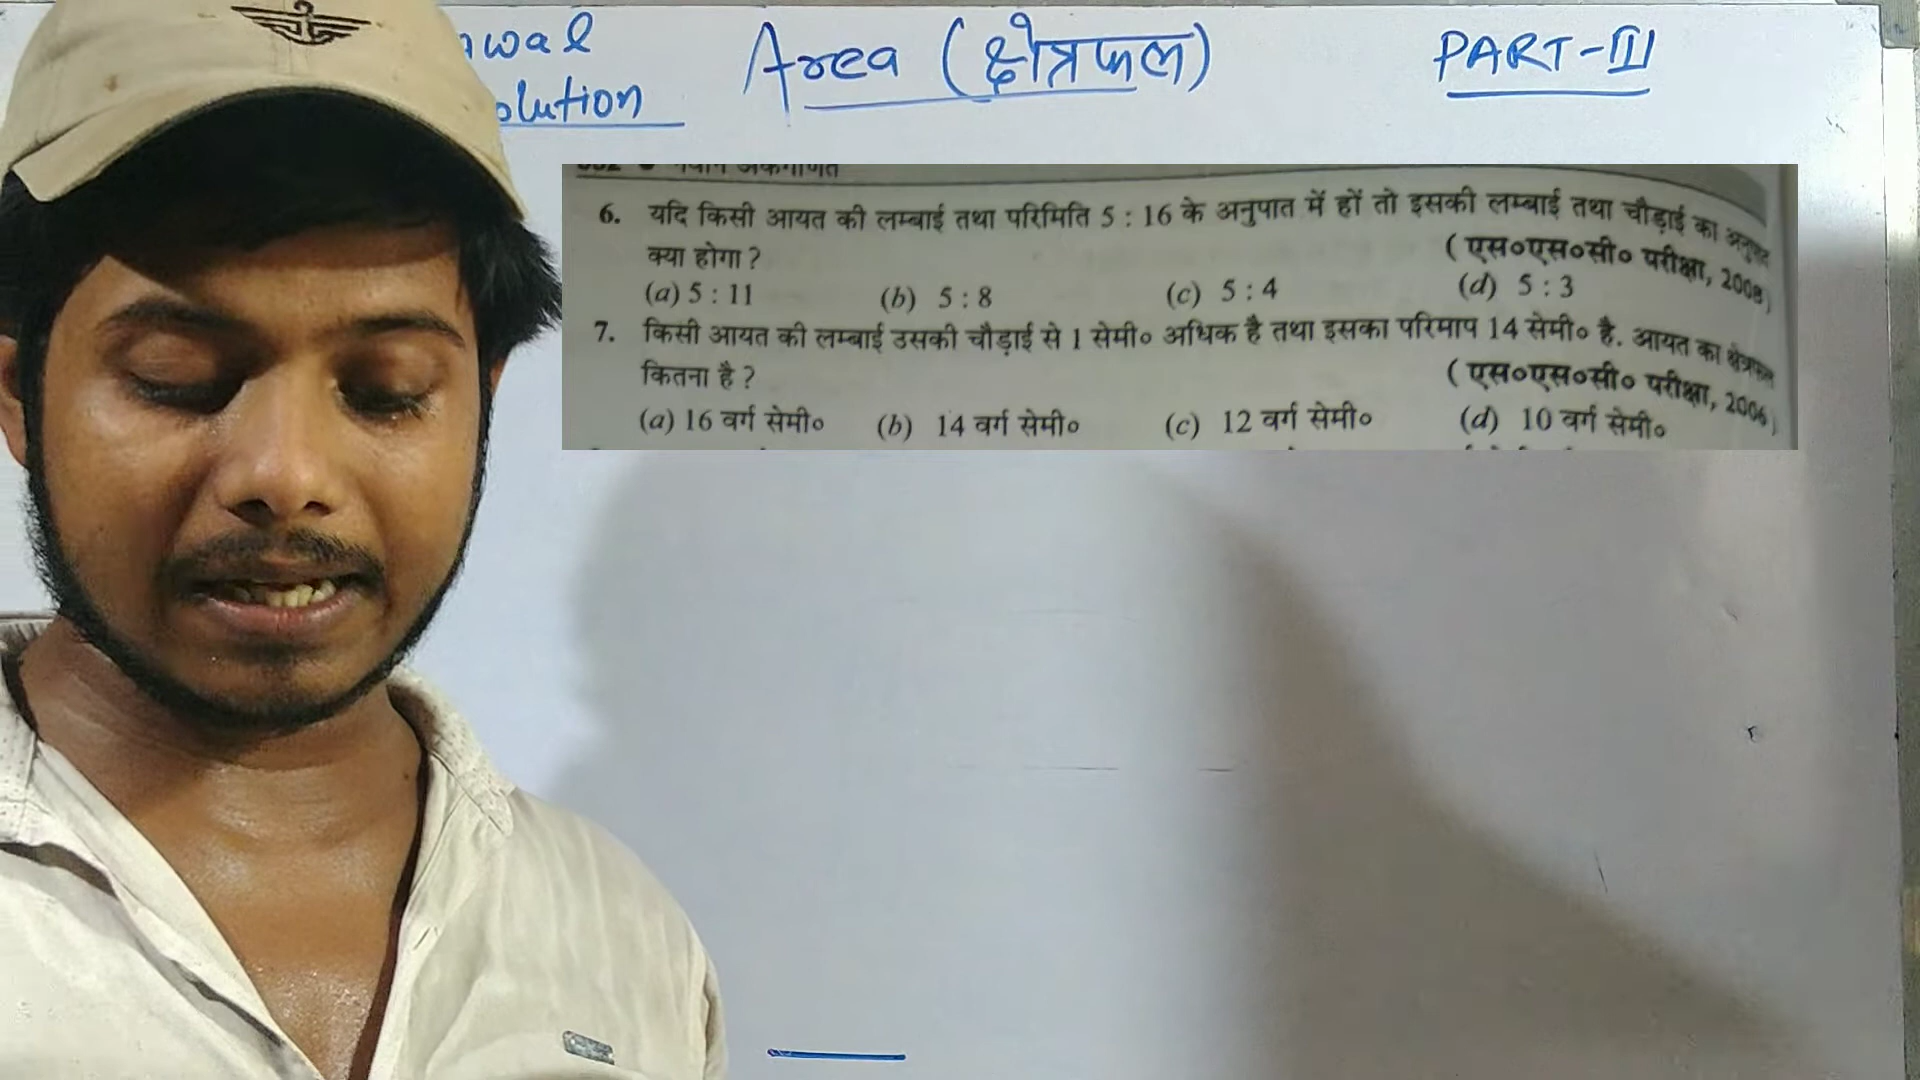 Area (क्षेत्रफल)
PART-III
6. यदि किसी आयत की लम्बाई तथा परिमिति 5 : 16 के अनुपात में हों तो इसकी लम्बाई तथा चौड़ाई का अनुपात
क्या होगा ? (एस०एस०सी० परीक्षा, 2008)
(a) 5 : 11 (b) 5 : 8 (c) 5 : 4 (d) 5 : 3
7. किसी आयत की लम्बाई उसकी चौड़ाई से 1 सेमी० अधिक है तथा इसका परिमाप 14 सेमी० है. आयत का क्षेत्रफल
कितना है ? (एस०एस०सी० परीक्षा, 2006)
(a) 16 वर्ग सेमी० (b) 14 वर्ग सेमी० (c) 12 वर्ग सेमी० (d) 10 वर्ग सेमी०